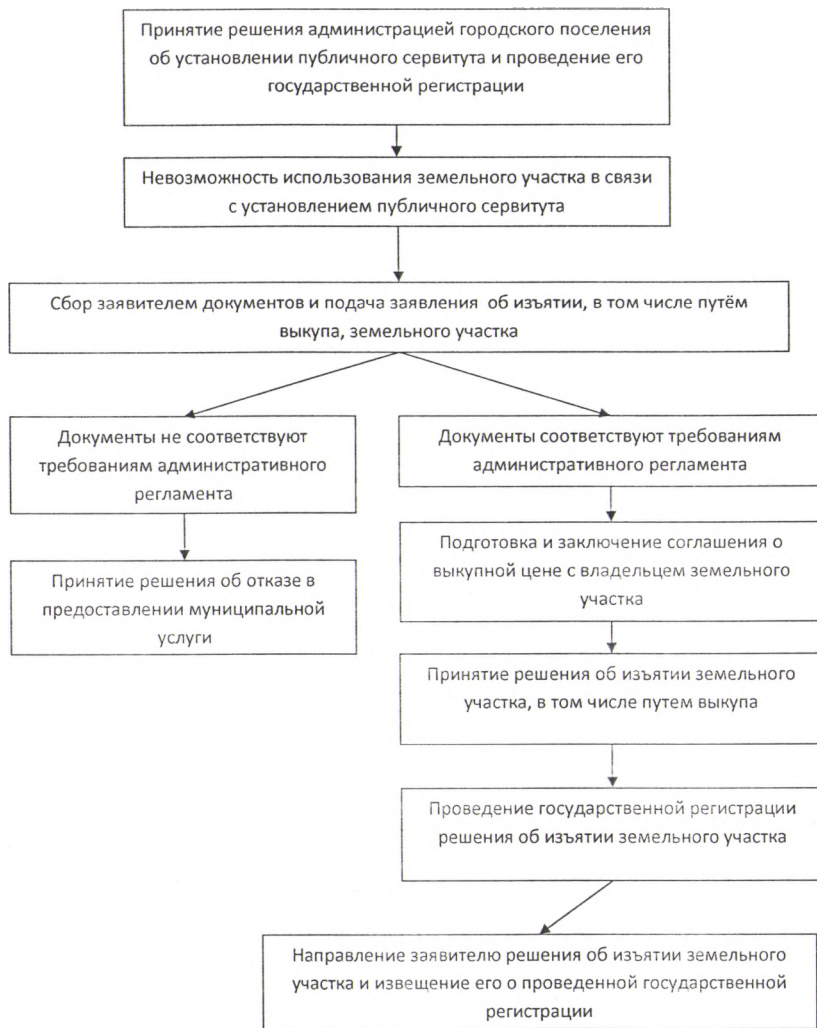 Принятие решения администрацией городского поселения
об установлении публичного сервитута и проведение его
государственной регистрации
Невозможность использования земельного участка в связи
с установлением публичного сервитута
Сбор заявителем документов и подача заявления об изъятии, в том числе путём
выкупа, земельного участка
Документы не соответствуют
требованиям административного
регламента
Документы соответствуют требованиям
административного регламента
Принятие решения об отказе в
предоставлении муниципальной
услуги
Подготовка и заключение соглашения о
выкупной цене с владельцем земельного
участка
Принятие решения об изъятии земельного
участка, в том числе путем выкупа
Проведение государственной регистрации
решения об изъятии земельного участка
Направление заявителю решения об изъятии земельного
участка и извещение его о проведенной государственной
регистрации